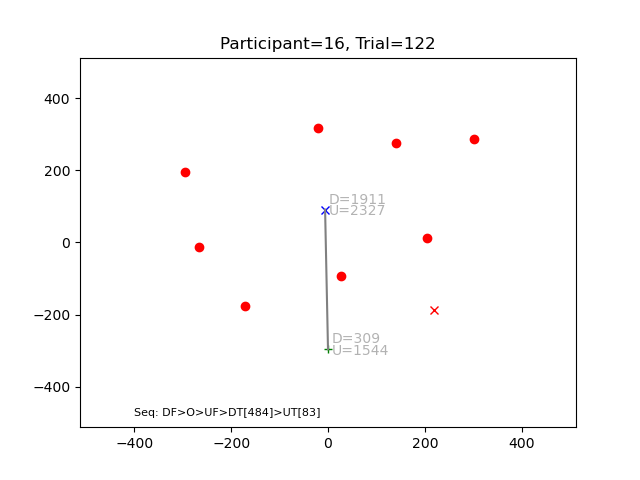 Participant=16, Trial=122
400
200
0
−200
−400
D=1911
U=2327
D=309
U=1544
Seq: DF>O>UF>DT[484]>UT[83]
−400
−200
0
200
400